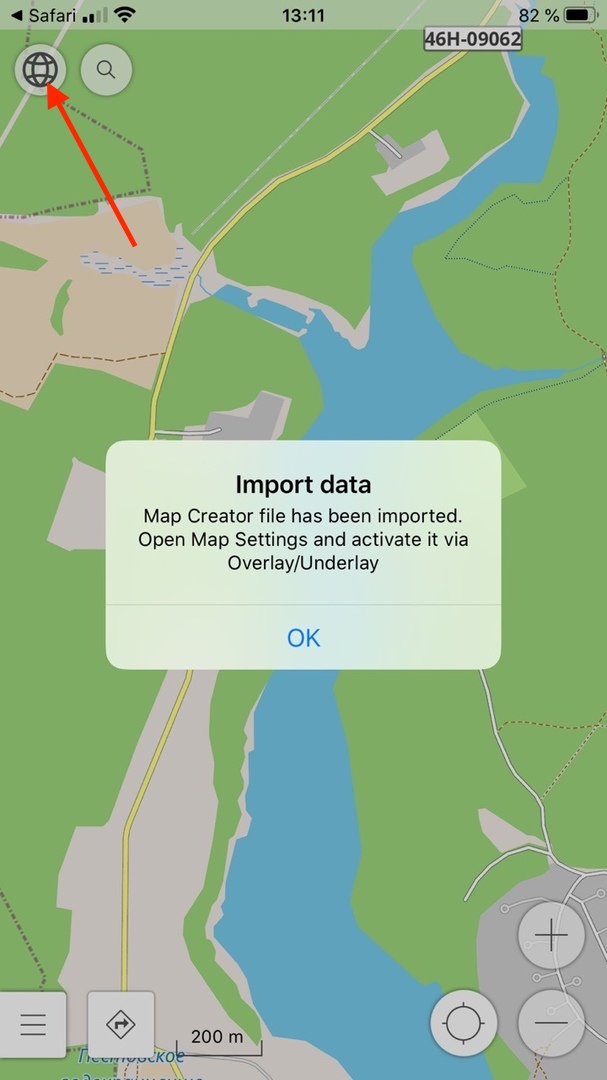 Safari
13:11
82 %
46H-09062
Import data
Map Creator file has been imported.
Open Map Settings and activate it via
Overlay/Underlay
OK
200 m
Пестовское